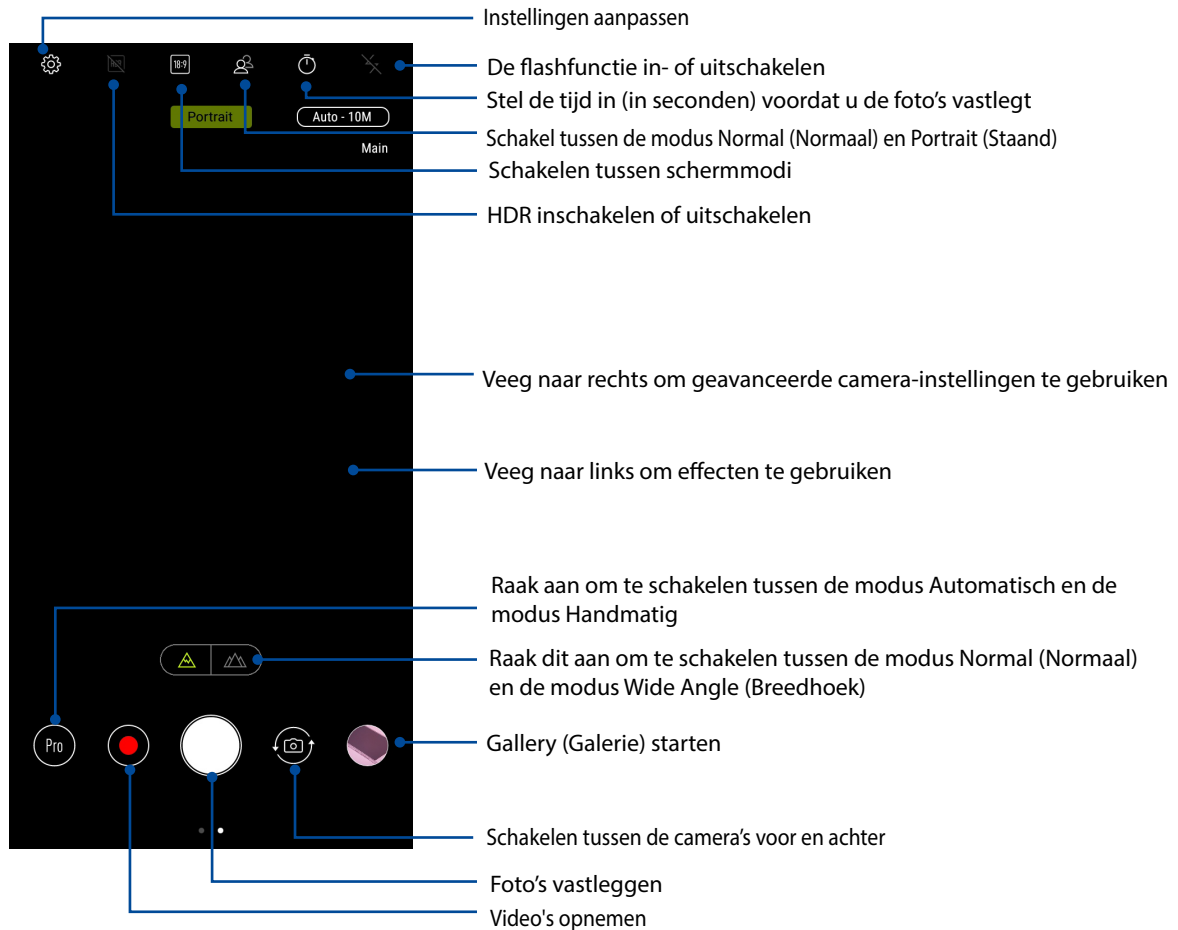 Instellingen aanpassen
De flashfunctie in- of uitschakelen
Stel de tijd in (in seconden) voordat u de foto's vastlegt
Schakel tussen de modus Normal (Normaal) en Portrait (Staand)
Schakelen tussen schermmodi
HDR inschakelen of uitschakelen
18:9
Portrait
Auto - 10M
Main
Veeg naar rechts om geavanceerde camera-instellingen te gebruiken
Veeg naar links om effecten te gebruiken
Raak aan om te schakelen tussen de modus Automatisch en de
modus Handmatig
Raak dit aan om te schakelen tussen de modus Normal (Normaal)
en de modus Wide Angle (Breedhoek)
Pro
Gallery (Galerie) starten
Schakelen tussen de camera's voor en achter
Foto's vastleggen
Video's opnemen